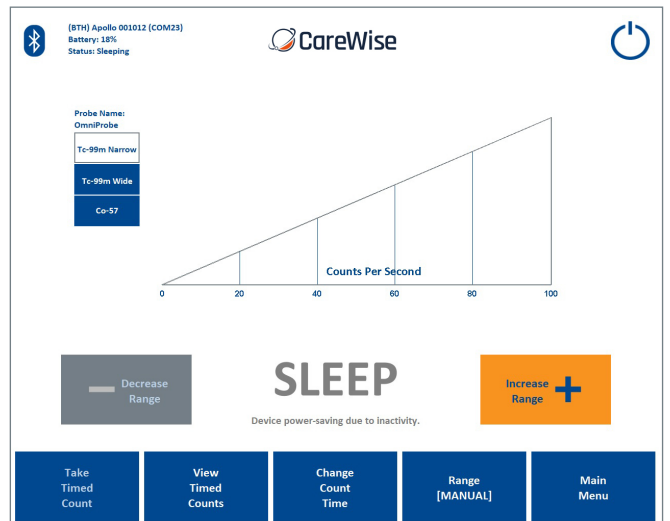 (BTH) Apollo 001012 (COM23)
Battery: 18%
Status: Sleeping
CareWise
Probe Name:
OmniProbe
Tc-99m Narrow
Tc-99m Wide
Co-57
Counts Per Second
0 20 40 60 80 100
Decrease
Range
SLEEP
Device power-saving due to inactivity.
Increase
Range
Take
Timed
Count
View
Timed
Counts
Change
Count
Time
Range
[MANUAL]
Main
Menu